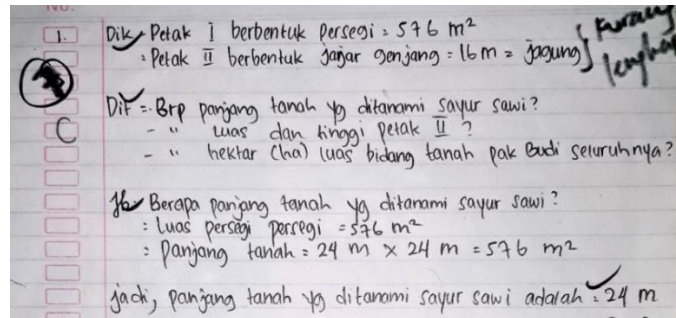 NO.
1. Dik Petak I berbentuk Persegi = 576 m² } Kurang lengkap
: Petak II berbentuk jajar genjang = 16 m = jagung
Dit = - Brp panjang tanah yg ditanami sayur sawi?
C - " luas dan tinggi petak II ?
- " hektar (ha) luas bidang tanah pak Budi seluruhnya?
Jb Berapa panjang tanah yg ditanami sayur sawi?
: Luas persegi persegi = 576 m²
: Panjang tanah = 24 m x 24 m = 576 m²
jadi, panjang tanah yg ditanami sayur sawi adalah = 24 m